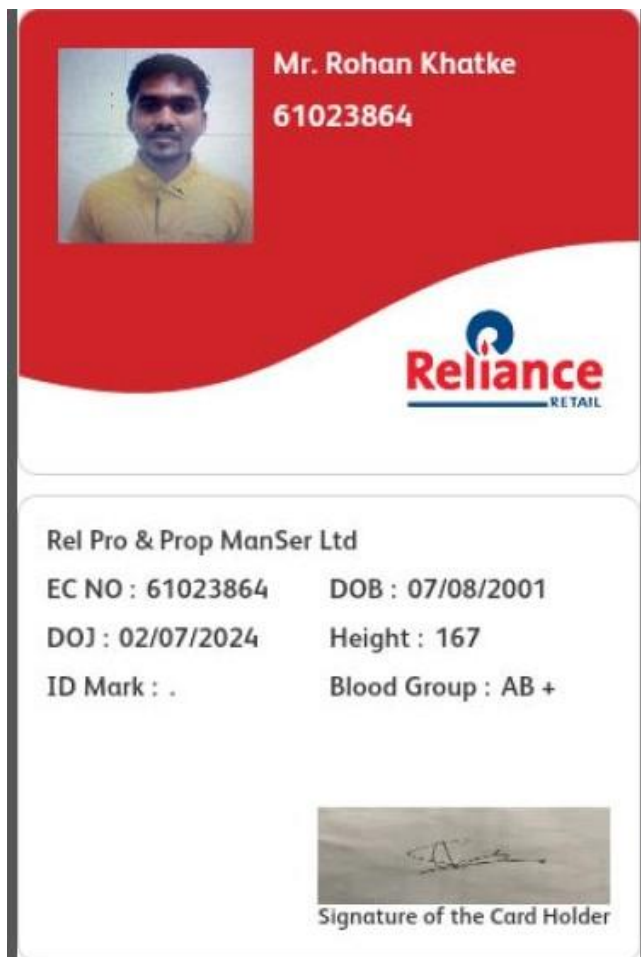 Mr. Rohan Khatke
61023864
Reliance
RETAIL
Rel Pro & Prop ManSer Ltd
EC NO : 61023864 DOB : 07/08/2001
DOJ : 02/07/2024 Height : 167
ID Mark : . Blood Group : AB +
Signature of the Card Holder